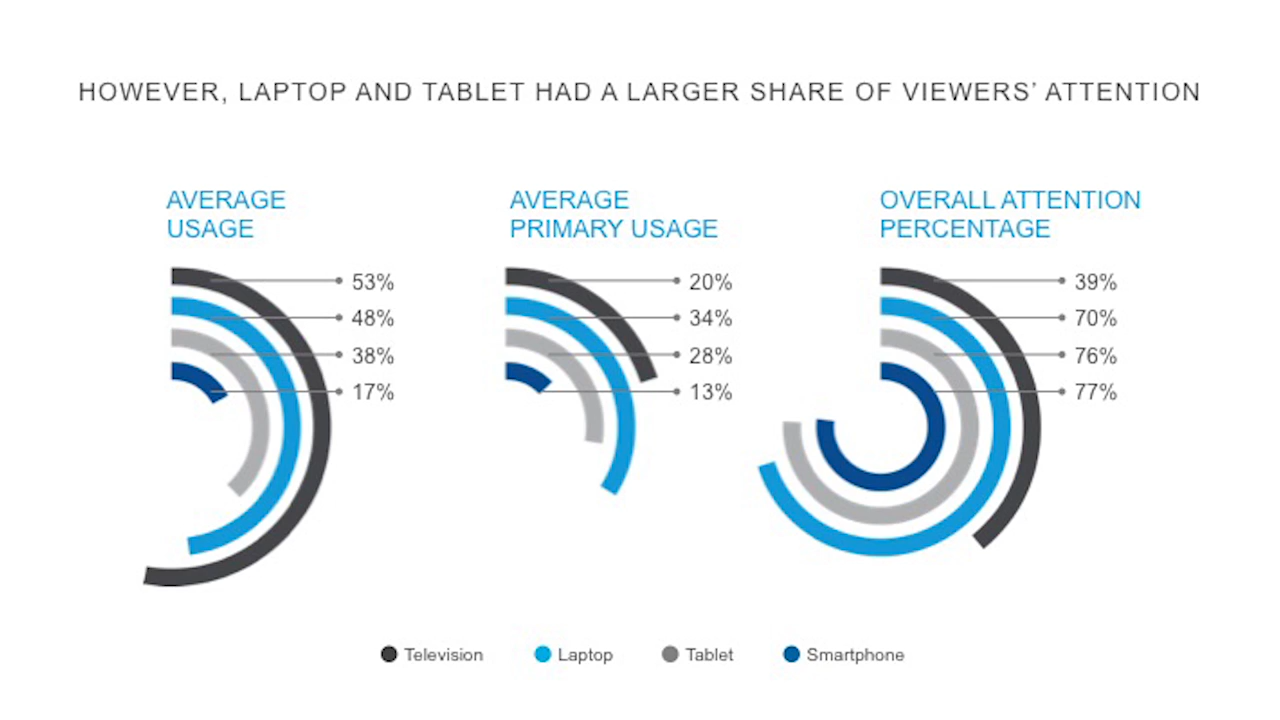 HOWEVER, LAPTOP AND TABLET HAD A LARGER SHARE OF VIEWERS’ ATTENTION
AVERAGE
USAGE
53%
48%
38%
17%
AVERAGE
PRIMARY USAGE
20%
34%
28%
13%
OVERALL ATTENTION
PERCENTAGE
39%
70%
76%
77%
Television Laptop Tablet Smartphone